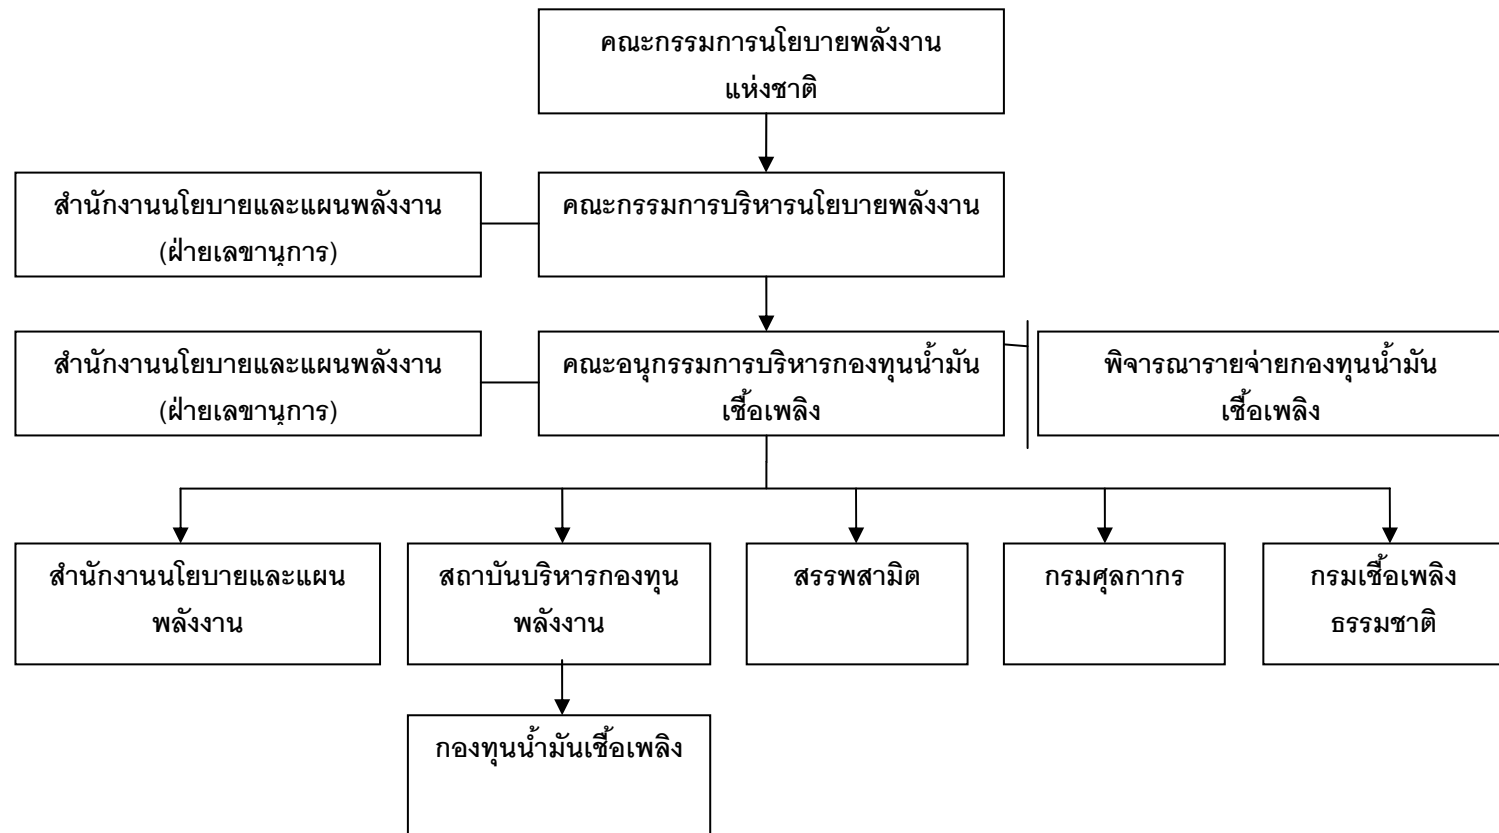 คณะกรรมการนโยบายพลังงาน
แห่งชาติ
สำนักงานนโยบายและแผนพลังงาน
(ฝ่ายเลขานุการ)
คณะกรรมการบริหารนโยบายพลังงาน
สำนักงานนโยบายและแผนพลังงาน
(ฝ่ายเลขานุการ)
คณะอนุกรรมการบริหารกองทุนน้ำมัน
เชื้อเพลิง
พิจารณารายจ่ายกองทุนน้ำมัน
เชื้อเพลิง
สำนักงานนโยบายและแผน
พลังงาน
สถาบันบริหารกองทุน
พลังงาน
สรรพสามิต
กรมศุลกากร
กรมเชื้อเพลิง
ธรรมชาติ
กองทุนน้ำมันเชื้อเพลิง